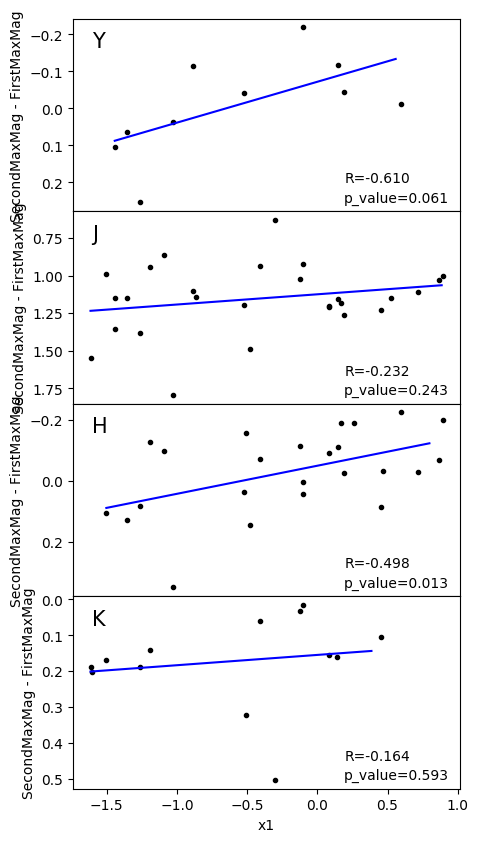 SecondMaxMag - FirstMaxMag
−0.2
−0.1
0.0
0.1
0.2
Y
R=-0.610
p_value=0.061
SecondMaxMag - FirstMaxMag
0.75
1.00
1.25
1.50
1.75
J
R=-0.232
p_value=0.243
SecondMaxMag - FirstMaxMag
−0.2
0.0
0.2
H
R=-0.498
p_value=0.013
SecondMaxMag - FirstMaxMag
0.0
0.1
0.2
0.3
0.4
0.5
K
R=-0.164
p_value=0.593
−1.5 −1.0 −0.5 0.0 0.5 1.0
x1